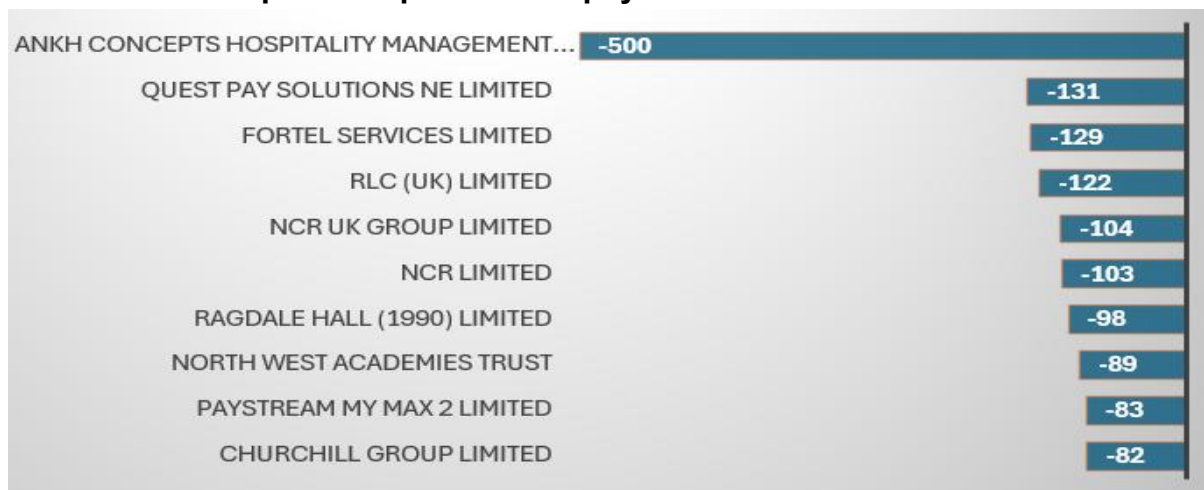 ANKH CONCEPTS HOSPITALITY MANAGEMENT... -500
QUEST PAY SOLUTIONS NE LIMITED -131
FORTEL SERVICES LIMITED -129
RLC (UK) LIMITED -122
NCR UK GROUP LIMITED -104
NCR LIMITED -103
RAGDALE HALL (1990) LIMITED -98
NORTH WEST ACADEMIES TRUST -89
PAYSTREAM MY MAX 2 LIMITED -83
CHURCHILL GROUP LIMITED -82